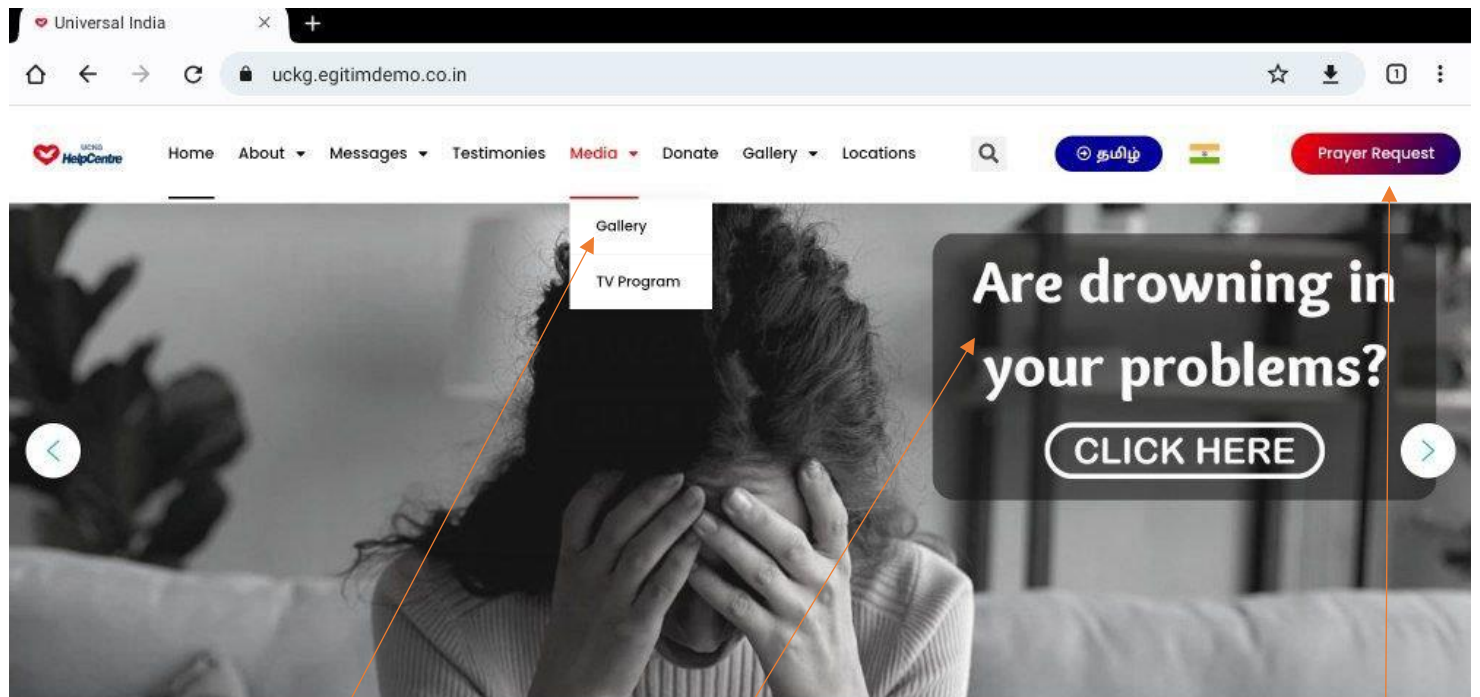 Universal India
uckg.egitimdemo.co.in
1
UCKG
HelpCentre
Home About Messages Testimonies Media Donate Gallery Locations தமிழ் Prayer Request
Gallery
TV Program
Are drowning in
your problems?
CLICK HERE